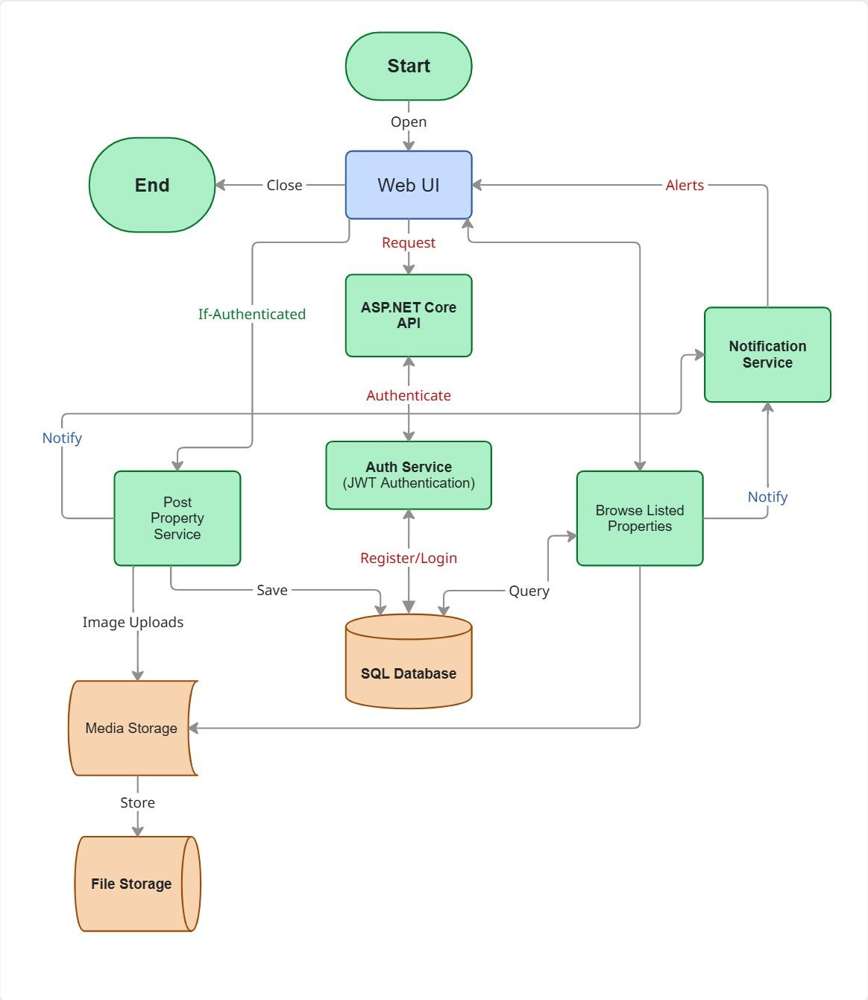 Start
Open
End
Close
Web UI
Alerts
Request
If-Authenticated
ASP.NET Core
API
Notification
Service
Authenticate
Notify
Auth Service
(JWT Authentication)
Post
Property
Service
Browse Listed
Properties
Notify
Register/Login
Save
Query
Image Uploads
SQL Database
Media Storage
Store
File Storage